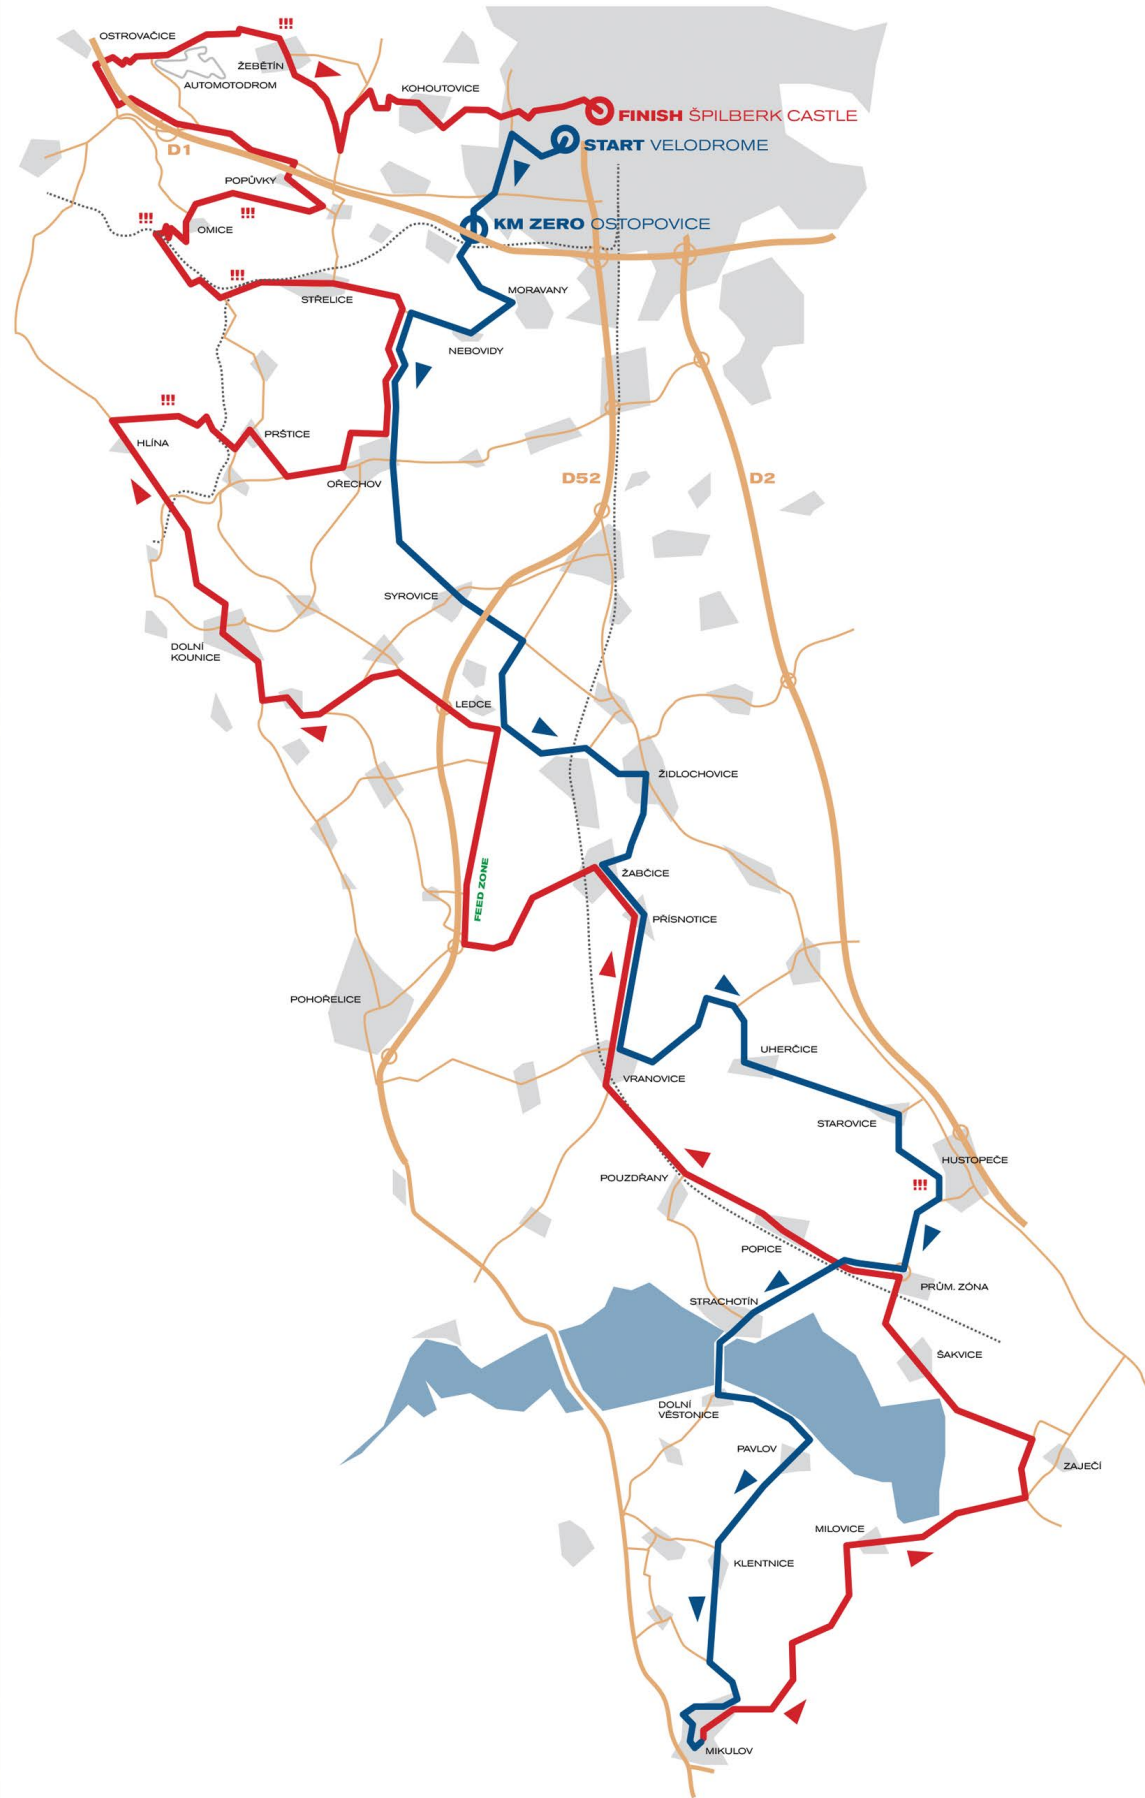 !!!
OSTROVAČICE
ŽEBĚTÍN
AUTOMOTODROM
KOHOUTOVICE
FINISH ŠPILBERK CASTLE
START VELODROME
D1
POPŮVKY
!!!
!!!
OMICE
KM ZERO OSTOPOVICE
!!!
STŘELICE
MORAVANY
NEBOVIDY
!!!
HLÍNA
PRŠTICE
OŘECHOV
D52
D2
SYROVICE
DOLNÍ
KOUNICE
LEDCE
ŽIDLOCHOVICE
FEED ZONE
ŽABČICE
PŘÍSNOTICE
POHOŘELICE
UHERČICE
VRANOVICE
STAROVICE
HUSTOPEČE
POUZDŘANY
!!!
POPICE
PRŮM. ZÓNA
STRACHOTÍN
ŠAKVICE
DOLNÍ
VĚSTONICE
PAVLOV
ZAJEČÍ
MILOVICE
KLENTNICE
MIKULOV